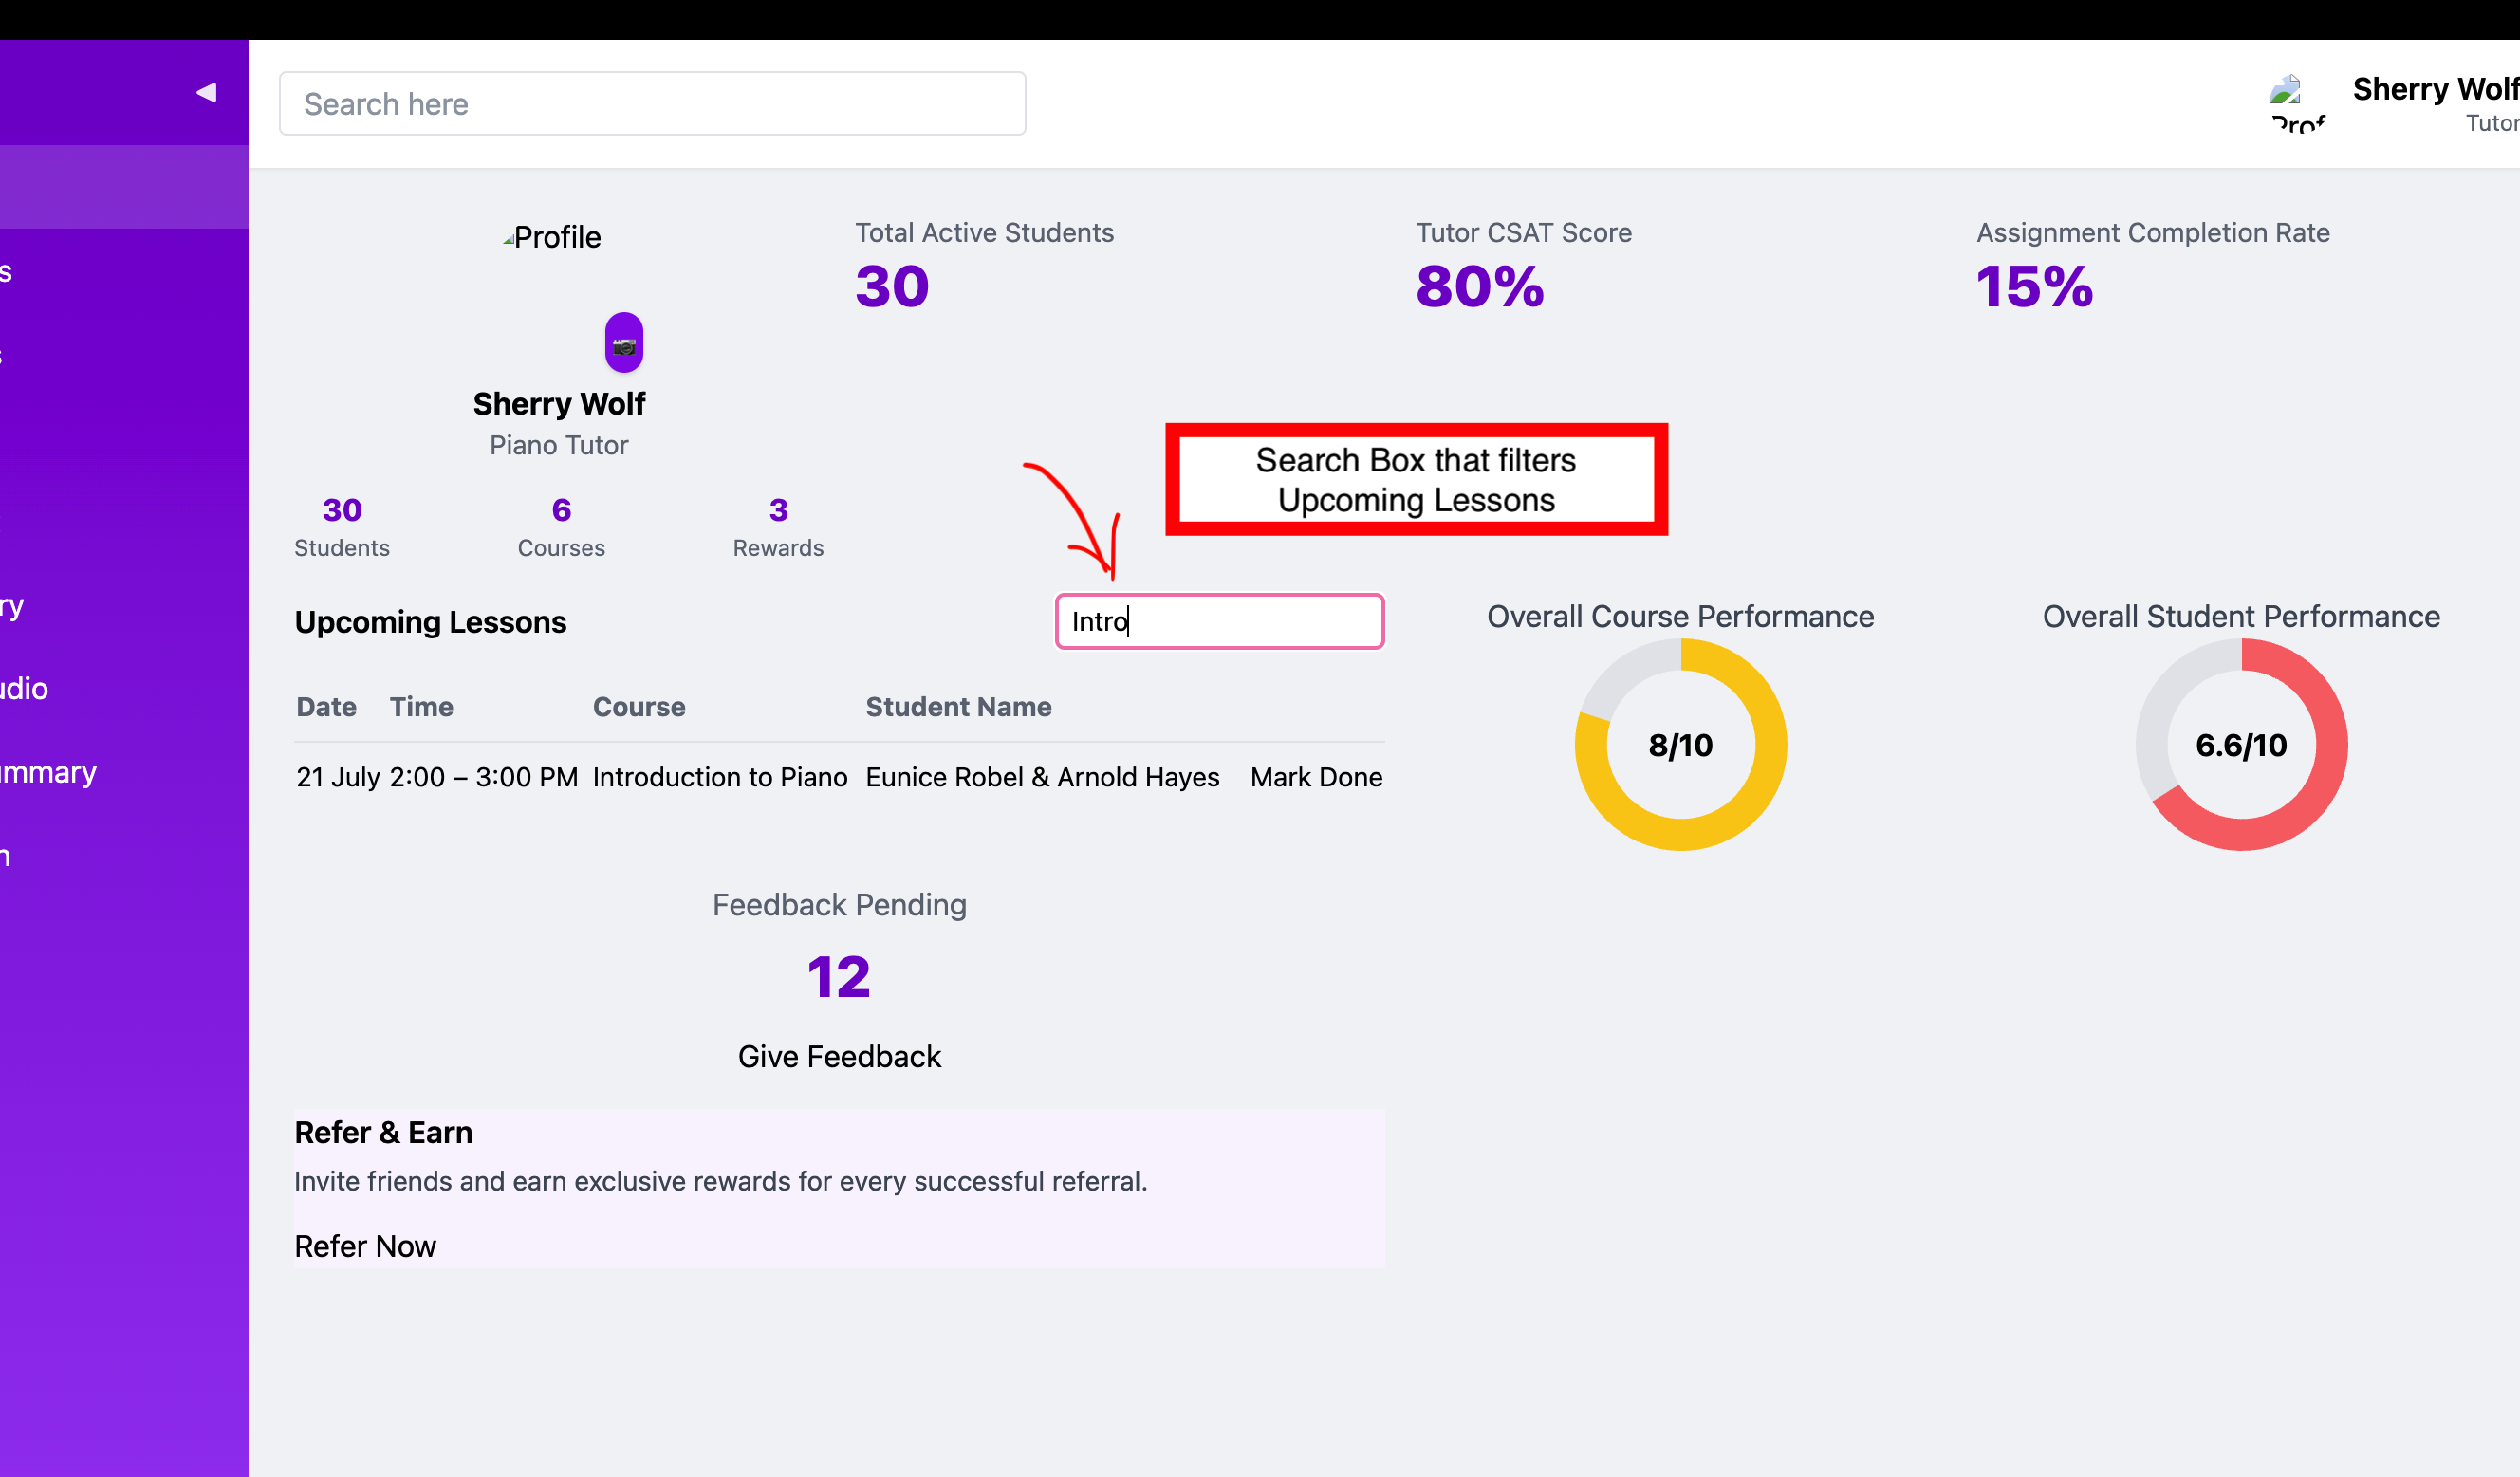 Search here
Sherry Wolf
Tutor
Profile
Total Active Students
30
Tutor CSAT Score
80%
Assignment Completion Rate
15%
Sherry Wolf
Piano Tutor
30
Students
6
Courses
3
Rewards
Search Box that filters
Upcoming Lessons
Upcoming Lessons
Intro
Date Time Course Student Name
21 July 2:00 – 3:00 PM Introduction to Piano Eunice Robel & Arnold Hayes Mark Done
Overall Course Performance
8/10
Overall Student Performance
6.6/10
Feedback Pending
12
Give Feedback
Refer & Earn
Invite friends and earn exclusive rewards for every successful referral.
Refer Now